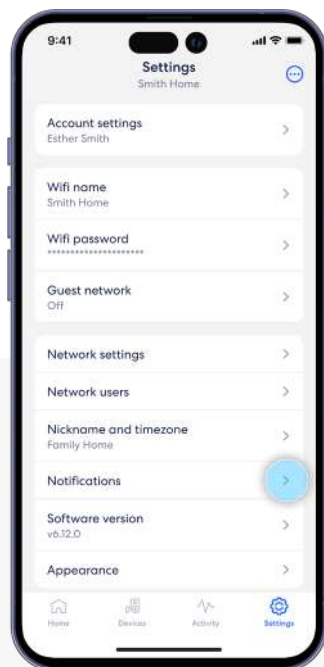 9:41
Settings
Smith Home
Account settings
Esther Smith
Wifi name
Smith Home
Wifi password
********************
Guest network
Off
Network settings
Network users
Nickname and timezone
Family Home
Notifications
Software version
v6.12.0
Appearance
Home Devices Activity Settings